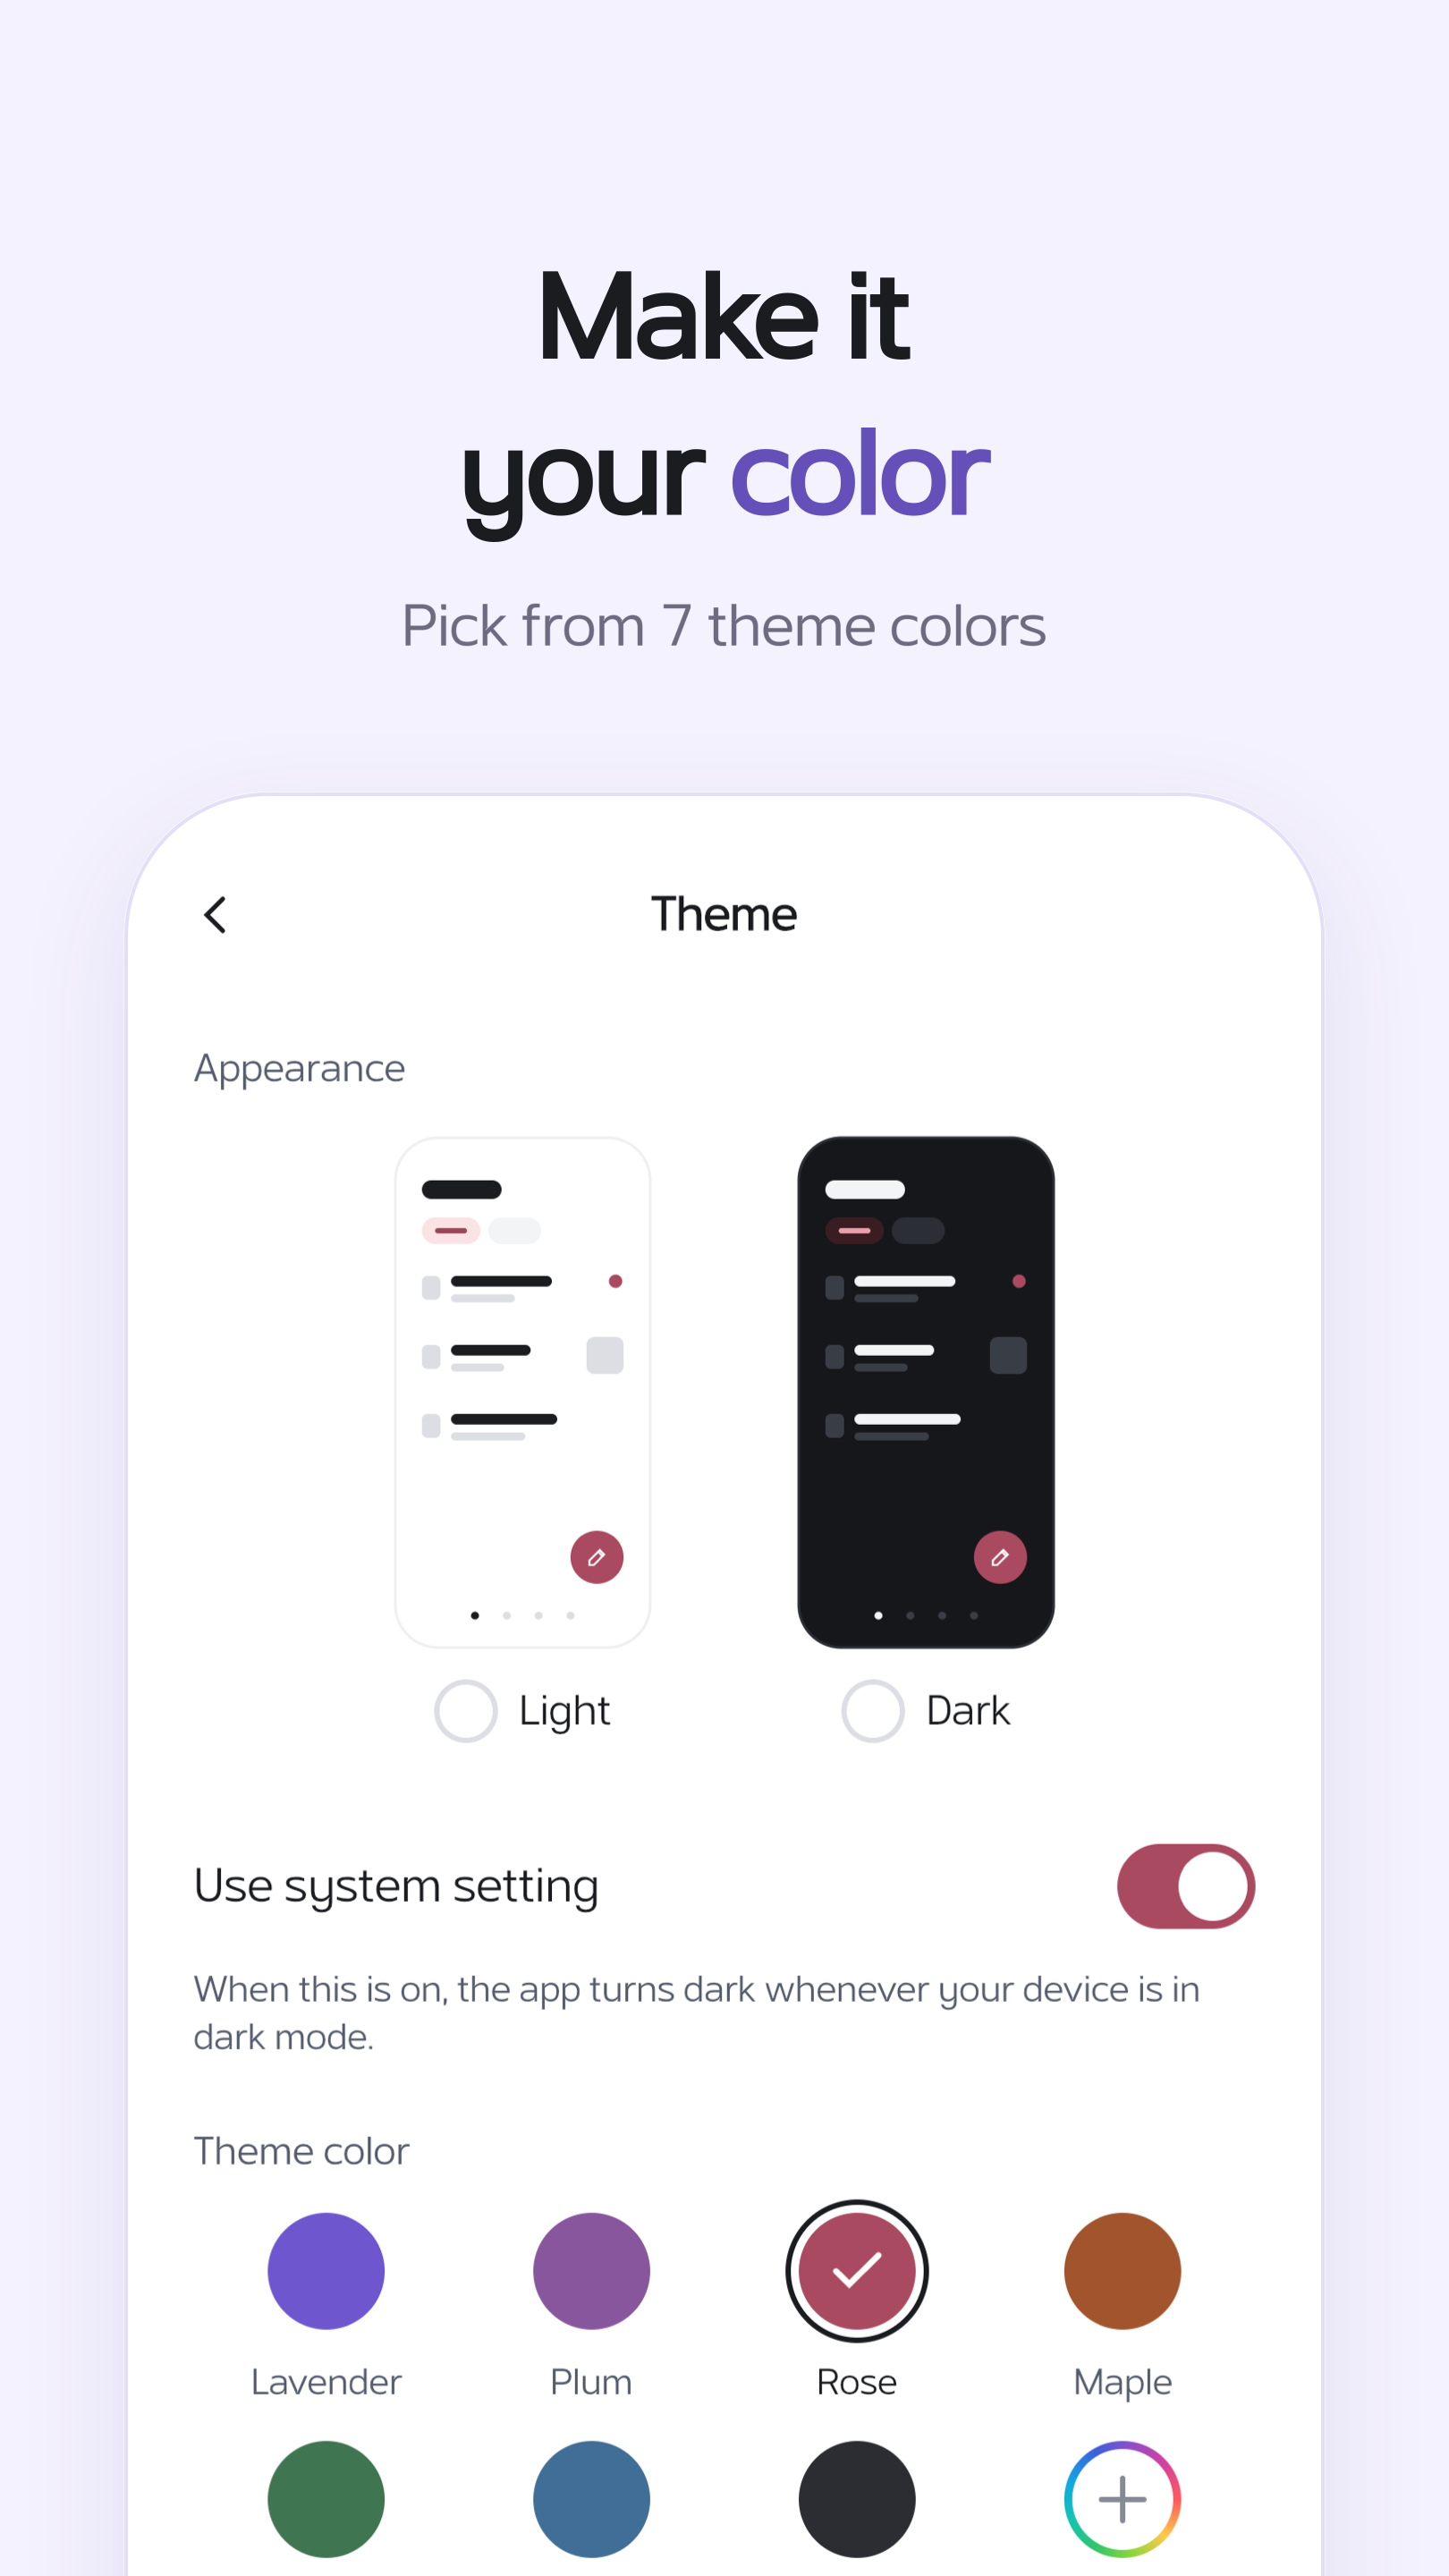 Make it
your color
Pick from 7 theme colors
Theme
Appearance
Light
Dark
Use system setting
When this is on, the app turns dark whenever your device is in
dark mode.
Theme color
Lavender
Plum
Rose
Maple